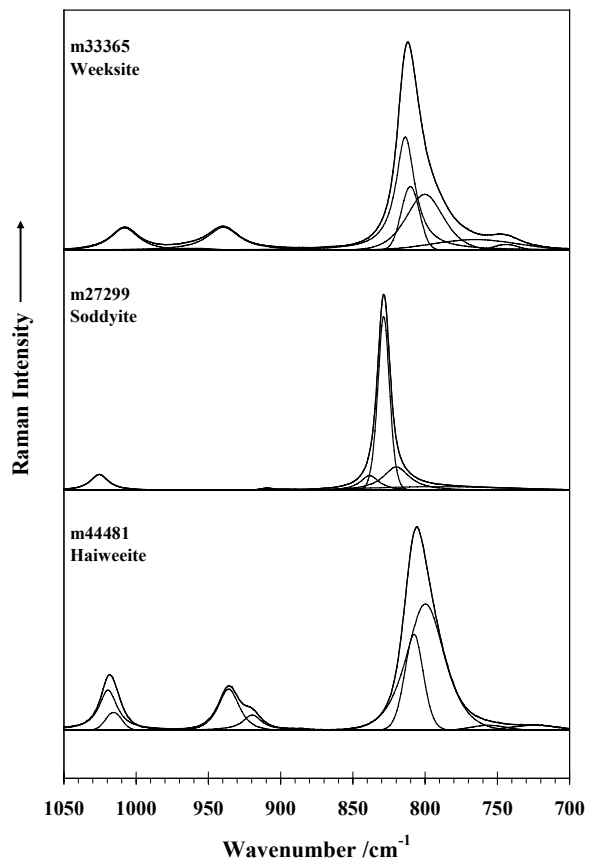 m33365
Weeksite
m27299
Soddyite
Raman Intensity
m44481
Haiweeite
1050 1000 950 900 850 800 750 700
Wavenumber /cm-1